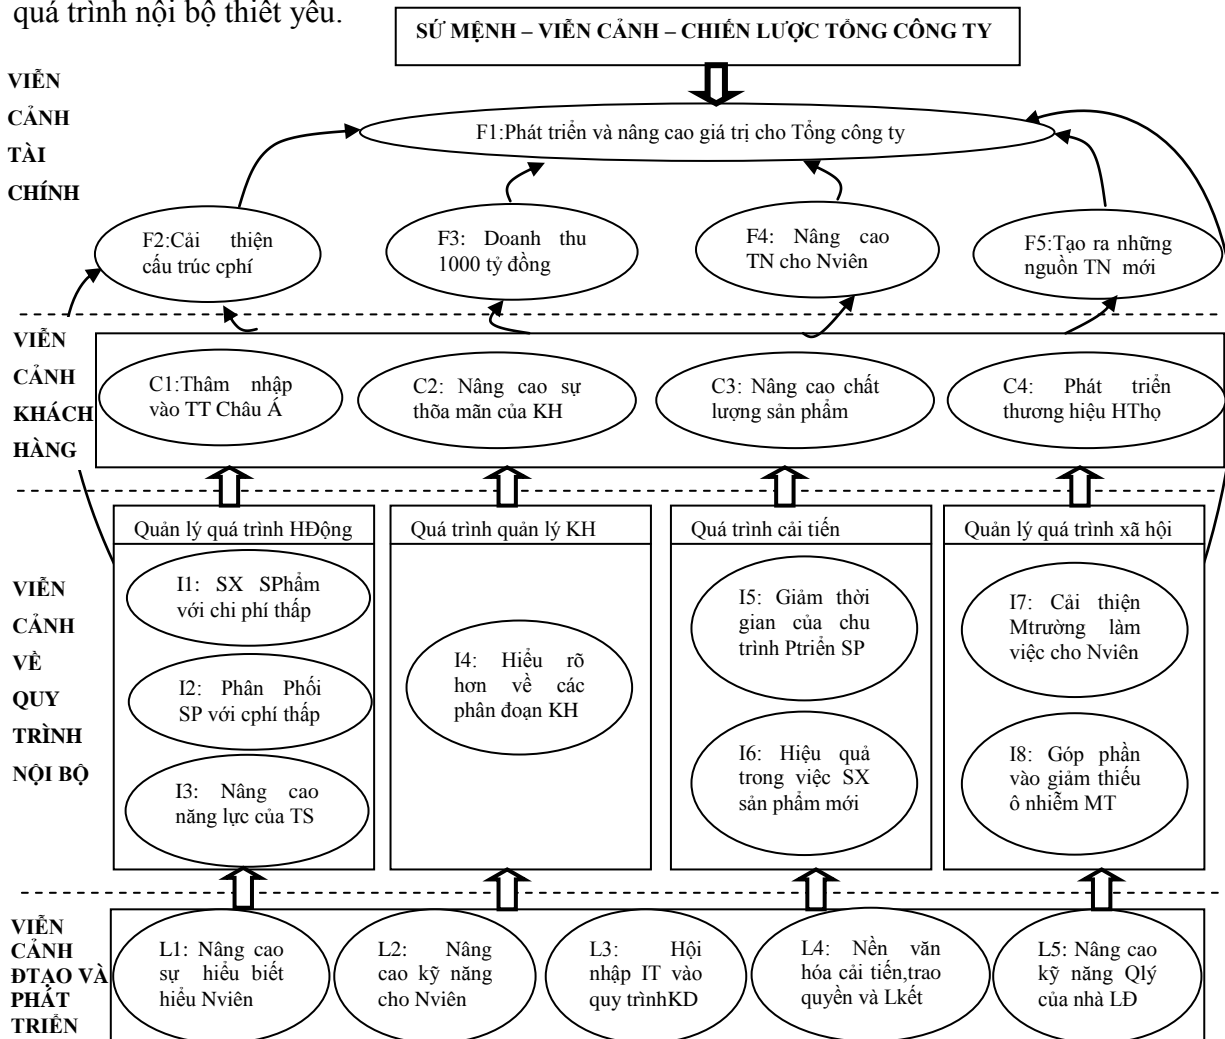 quá trình nội bộ thiết yếu.
SỨ MỆNH – VIỄN CẢNH – CHIẾN LƯỢC TỔNG CÔNG TY
VIỄN
CẢNH
TÀI
CHÍNH
F1:Phát triển và nâng cao giá trị cho Tổng công ty
F2:Cải thiện
cấu trúc cphí
F3: Doanh thu
1000 tỷ đồng
F4: Nâng cao
TN cho Nviên
F5:Tạo ra những
nguồn TN mới
VIỄN
CẢNH
KHÁCH
HÀNG
C1:Thâm nhập
vào TT Châu Á
C2: Nâng cao sự
thõa mãn của KH
C3: Nâng cao chất
lượng sản phẩm
C4: Phát triển
thương hiệu HThọ
VIỄN
CẢNH
VỀ
QUY
TRÌNH
NỘI BỘ
Quản lý quá trình HĐộng
I1: SX SPhẩm
với chi phí thấp
I2: Phân Phối
SP với cphí thấp
I3: Nâng cao
năng lực của TS
Quá trình quản lý KH
I4: Hiểu rõ
hơn về các
phân đoạn KH
Quá trình cải tiến
I5: Giảm thời
gian của chu
trình Ptriển SP
I6: Hiệu quả
trong việc SX
sản phẩm mới
Quản lý quá trình xã hội
I7: Cải thiện
Mtrường làm
việc cho Nviên
I8: Góp phần
vào giảm thiếu
ô nhiễm MT
VIỄN
CẢNH
ĐTẠO VÀ
PHÁT
TRIỂN
L1: Nâng cao
sự hiểu biết
hiểu Nviên
L2: Nâng
cao kỹ năng
cho Nviên
L3: Hội
nhập IT vào
quy trìnhKD
L4: Nền văn
hóa cải tiến,trao
quyền và Lkết
L5: Nâng cao
kỹ năng Qlý
của nhà LĐ